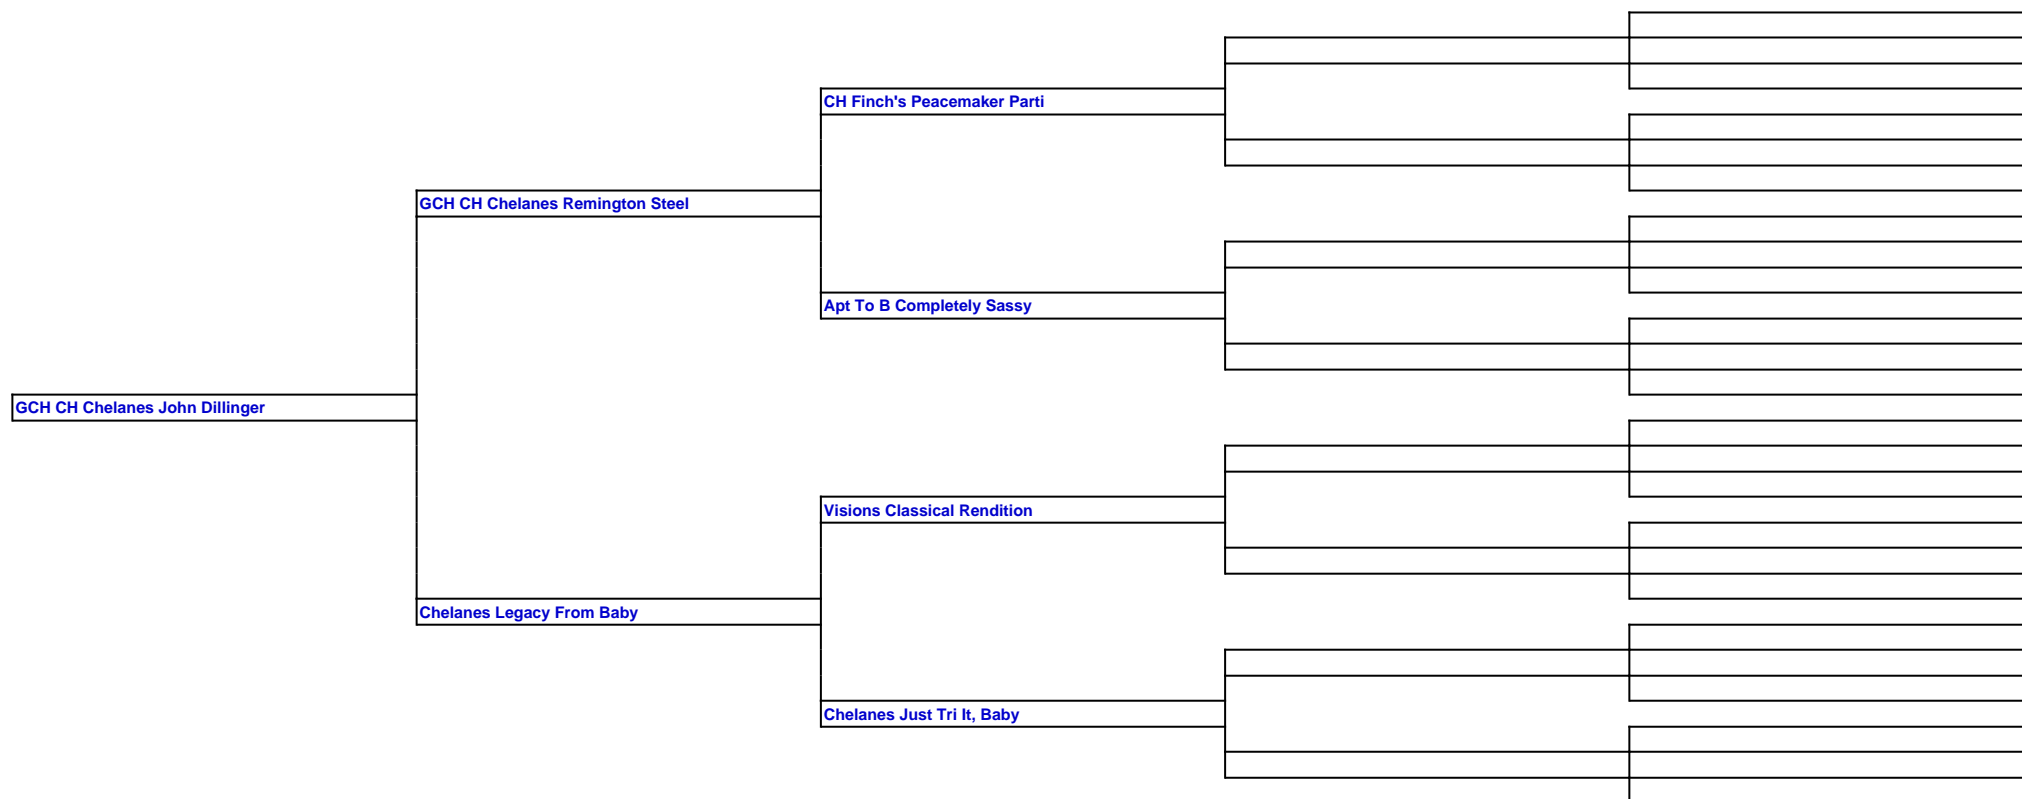 CH Finch's Peacemaker Parti
GCH CH Chelanes Remington Steel
Apt To B Completely Sassy
GCH CH Chelanes John Dillinger
Visions Classical Rendition
Chelanes Legacy From Baby
Chelanes Just Tri It, Baby